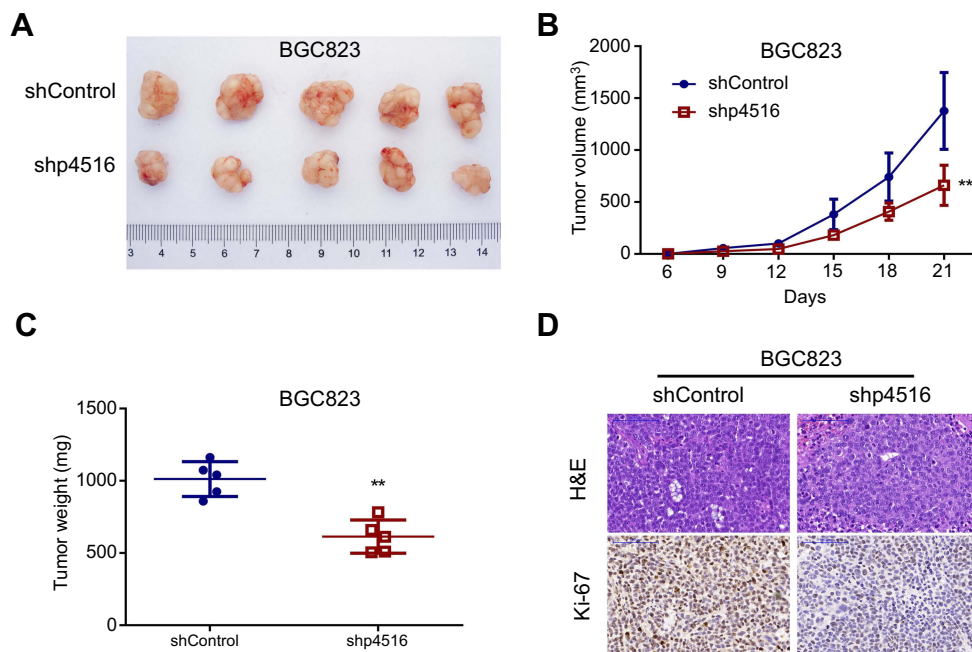 A
BGC823
shControl
shp4516
3 4 5 6 7 8 9 10 11 12 13 14
B
BGC823
shControl
shp4516
Tumor volume (mm³)
2000
1500
1000
500
0
**
6 9 12 15 18 21
Days
C
BGC823
Tumor weight (mg)
1500
1000
500
0
**
shControl shp4516
D
BGC823
shControl shp4516
H&E
Ki-67